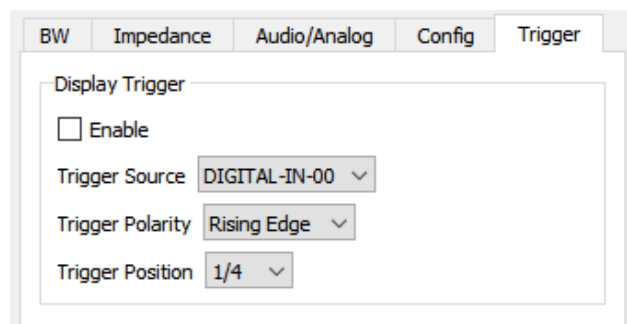 BW Impedance Audio/Analog Config Trigger
Display Trigger
Enable
Trigger Source DIGITAL-IN-00
Trigger Polarity Rising Edge
Trigger Position 1/4